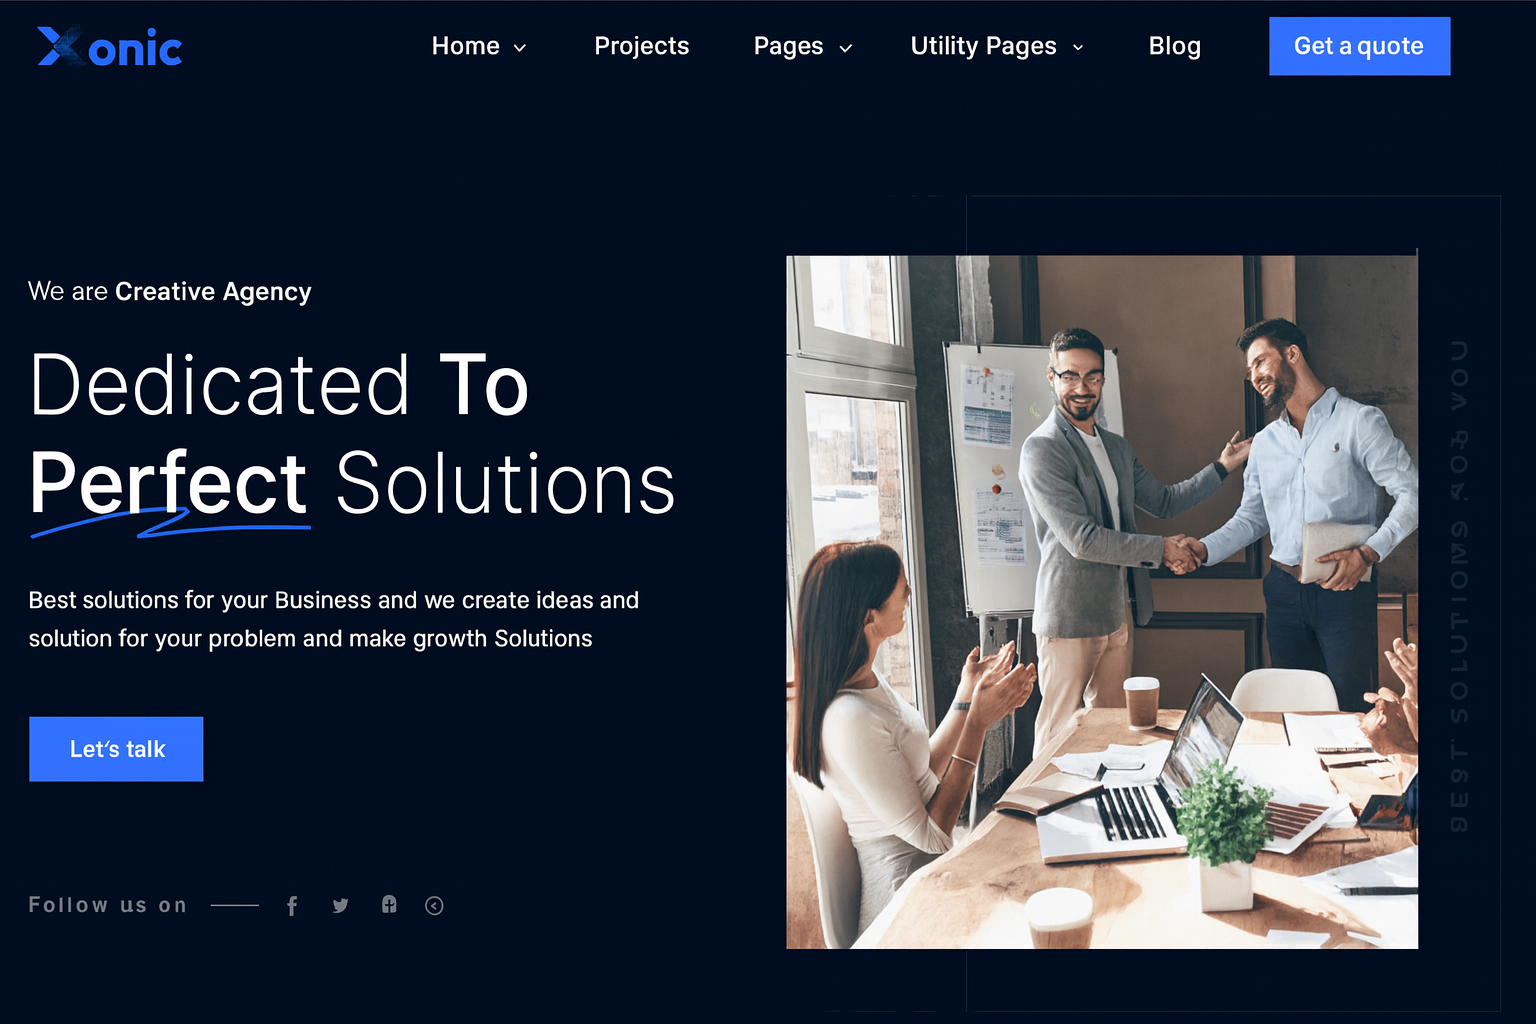 Xonic
Home
Projects
Pages
Utility Pages
Blog
Get a quote
We are Creative Agency
Dedicated To
Perfect Solutions
Best solutions for your Business and we create ideas and
solution for your problem and make growth Solutions
Let's talk
Follow us on
BEST SOLUTIONS
YOU